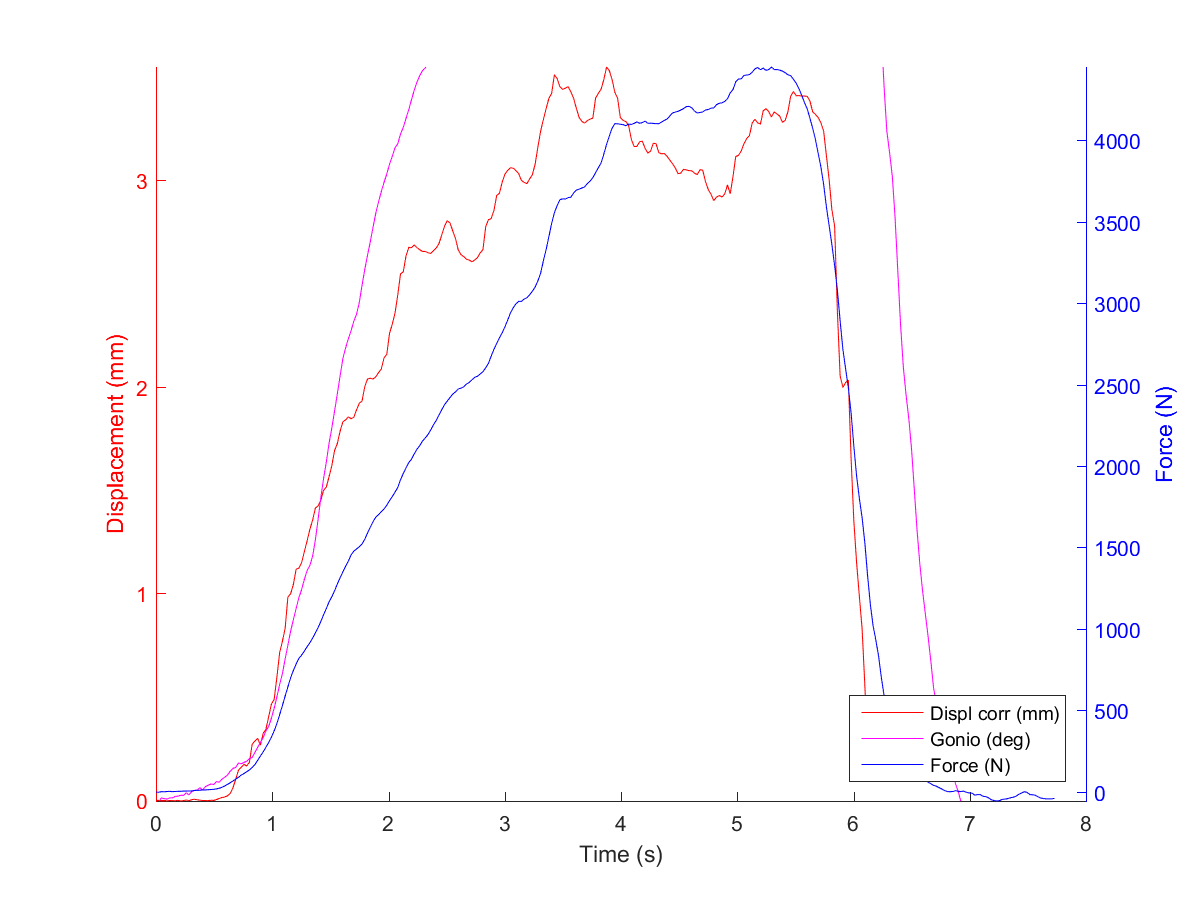 Displacement (mm)
3
2
1
0
Force (N)
4000
3500
3000
2500
2000
1500
1000
500
0
Displ corr (mm)
Gonio (deg)
Force (N)
0 1 2 3 4 5 6 7 8
Time (s)